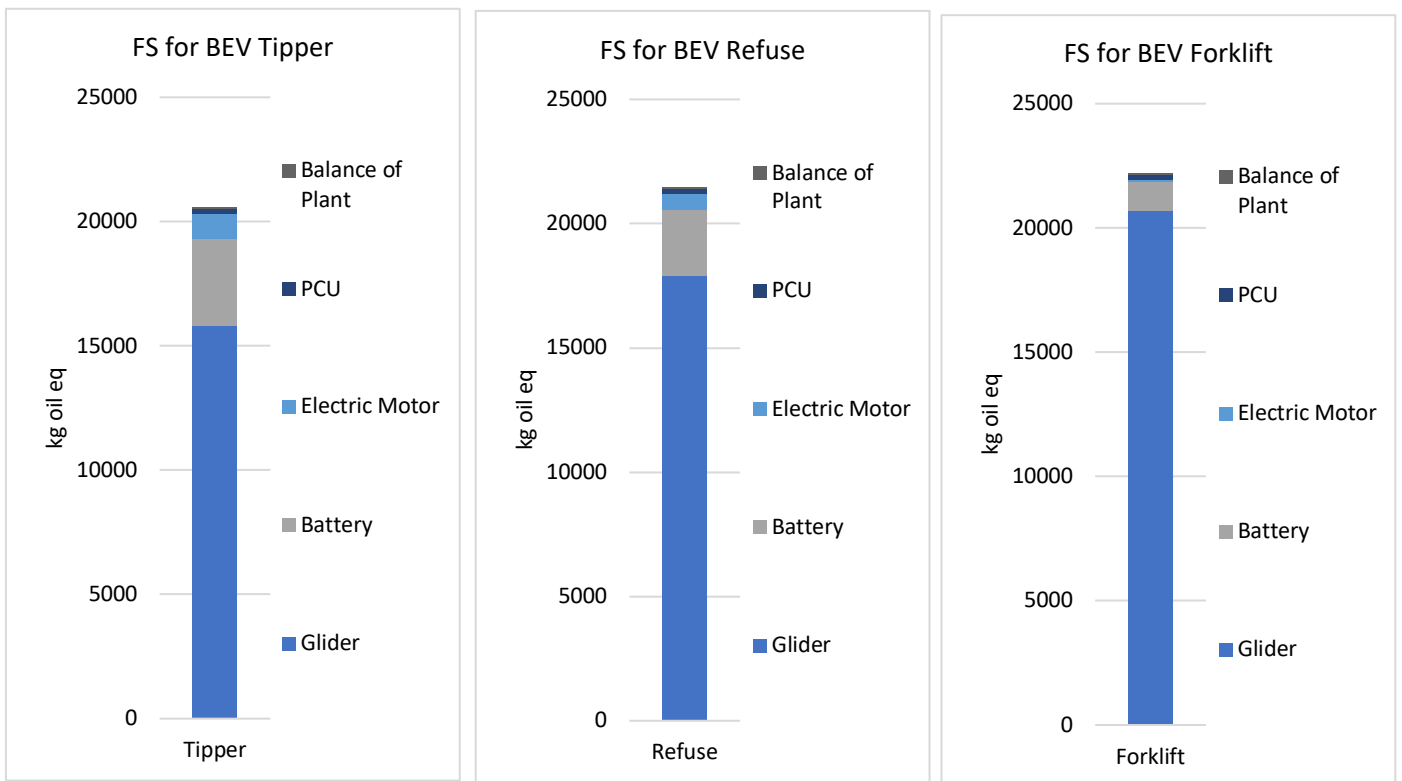 FS for BEV Tipper
25000
20000
15000
10000
5000
0
kg oil eq
Tipper
Balance of
Plant
PCU
Electric Motor
Battery
Glider
FS for BEV Refuse
25000
20000
15000
10000
5000
0
kg oil eq
Refuse
Balance of
Plant
PCU
Electric Motor
Battery
Glider
FS for BEV Forklift
25000
20000
15000
10000
5000
0
kg oil eq
Forklift
Balance of
Plant
PCU
Electric Motor
Battery
Glider